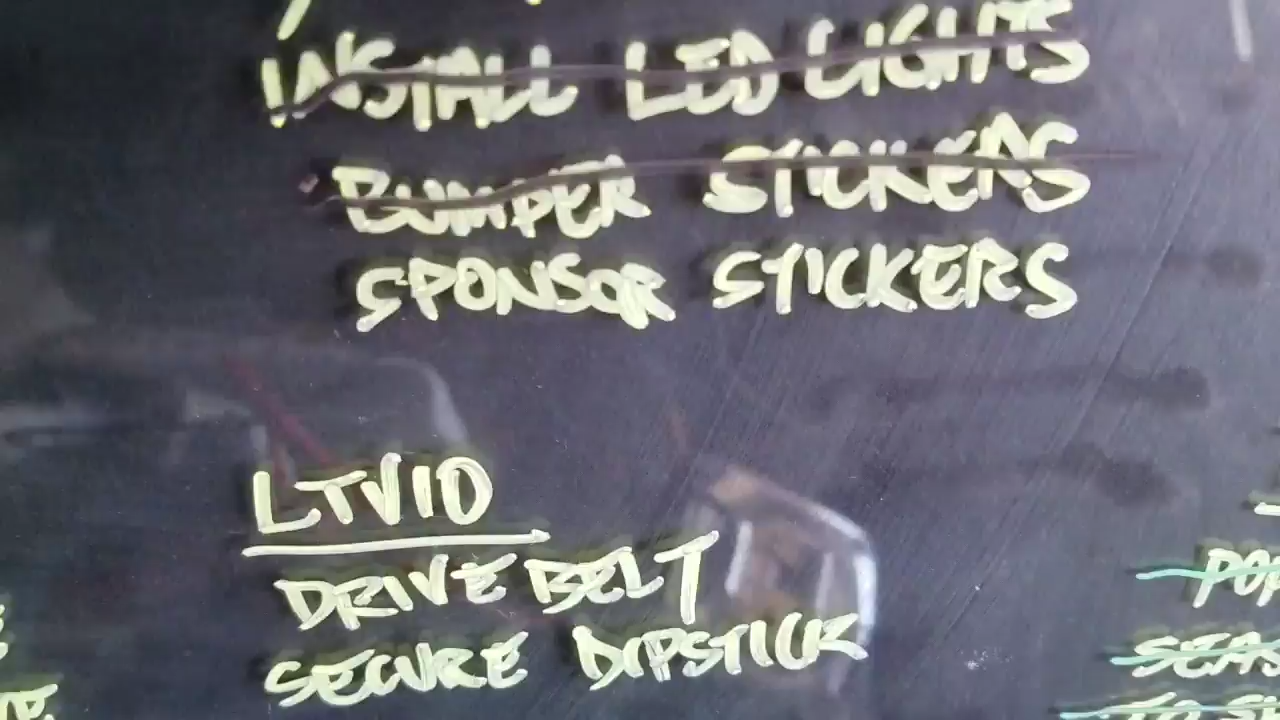 INSTALL LED LIGHTS
BUMPER STICKERS
SPONSOR STICKERS
LTV10
DRIVE BELT
SECURE DIPSTICK